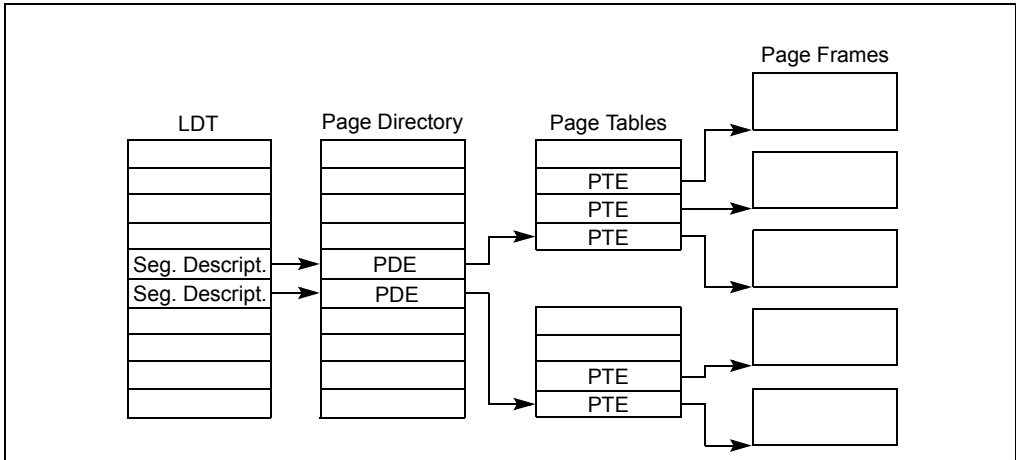 Page Frames
LDT
Page Directory
Page Tables
PTE
PTE
PTE
Seg. Descript.
PDE
Seg. Descript.
PDE
PTE
PTE